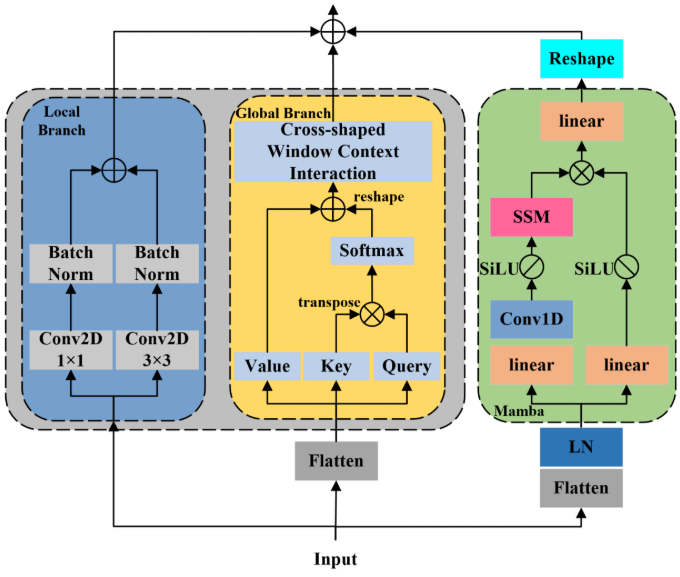 Reshape
Local
Branch
Global Branch
Cross-shaped
Window Context
Interaction
linear
reshape
SSM
Softmax
Batch
Norm
Batch
Norm
SiLU
SiLU
transpose
Conv1D
Conv2D
1×1
Conv2D
3×3
Value
Key
Query
linear
linear
Mamba
LN
Flatten
Flatten
Input